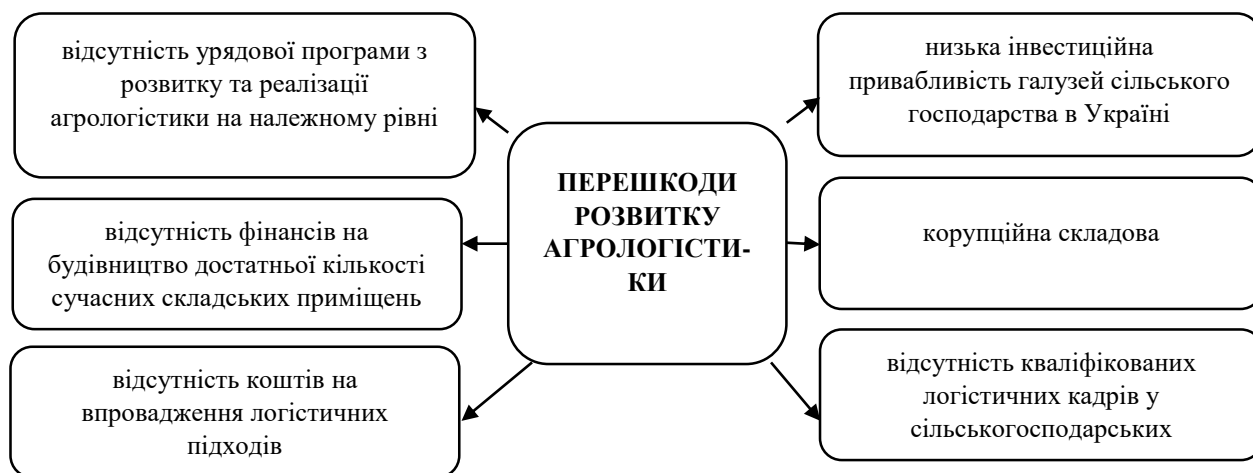 відсутність урядової програми з
розвитку та реалізації
агрологістики на належному рівні
відсутність фінансів на
будівництво достатньої кількості
сучасних складських приміщень
відсутність коштів на
впровадження логістичних
підходів
ПЕРЕШКОДИ
РОЗВИТКУ
АГРОЛОГІСТИ-
КИ
низька інвестиційна
привабливість галузей сільського
господарства в Україні
корупційна складова
відсутність кваліфікованих
логістичних кадрів у
сільськогосподарських